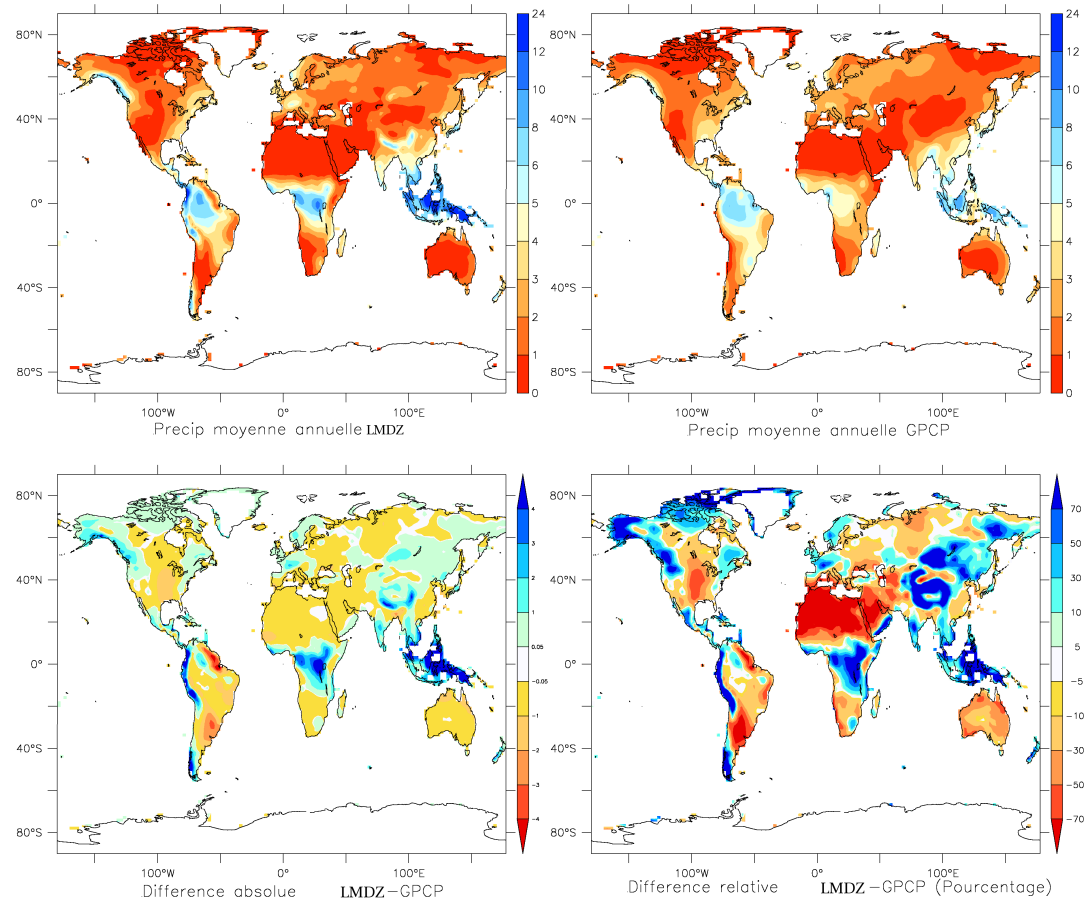 80°N
40°N
0°
40°S
80°S
100°W 0° 100°E
24
12
10
8
6
5
4
3
2
1
0
Precip moyenne annuelle LMDZ
80°N
40°N
0°
40°S
80°S
100°W 0° 100°E
24
12
10
8
6
5
4
3
2
1
0
Precip moyenne annuelle GPCP
80°N
40°N
0°
40°S
80°S
100°W 0° 100°E
4
3
2
1
0.05
-0.05
-1
-2
-3
-4
Difference absolue LMDZ-GPCP
80°N
40°N
0°
40°S
80°S
100°W 0° 100°E
70
50
30
10
5
-5
-10
-30
-50
-70
Difference relative LMDZ-GPCP (Pourcentage)